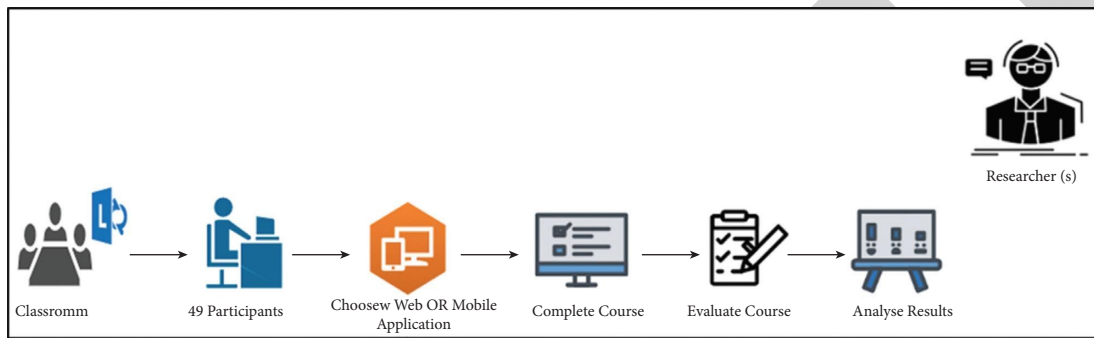 Researcher (s)
L
Classromm
49 Participants
Choosew Web OR Mobile
Application
Complete Course
Evaluate Course
Analyse Results